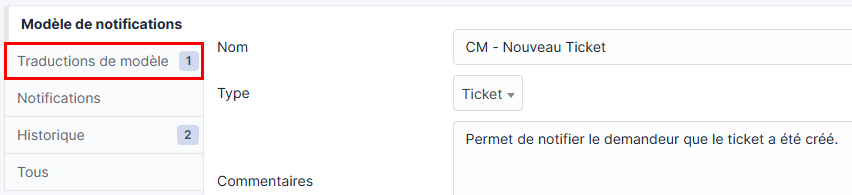 Modèle de notifications
Traductions de modèle 1
Notifications
Historique 2
Tous
Nom CM - Nouveau Ticket
Type Ticket
Commentaires Permet de notifier le demandeur que le ticket a été créé.